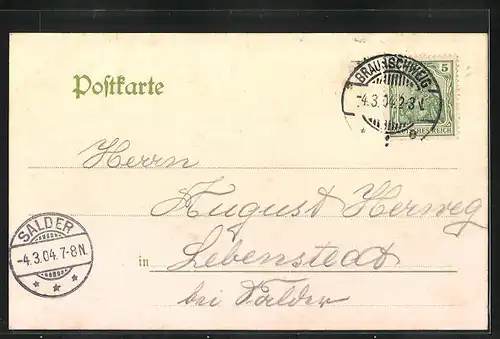 Postkarte
BRAUNSCHWEIG
-4.3.04.2-3N.
5
Herrn
August Herweg
SALDER
-4.3.04.7-8N.
in Lebenstedt
bei Salder